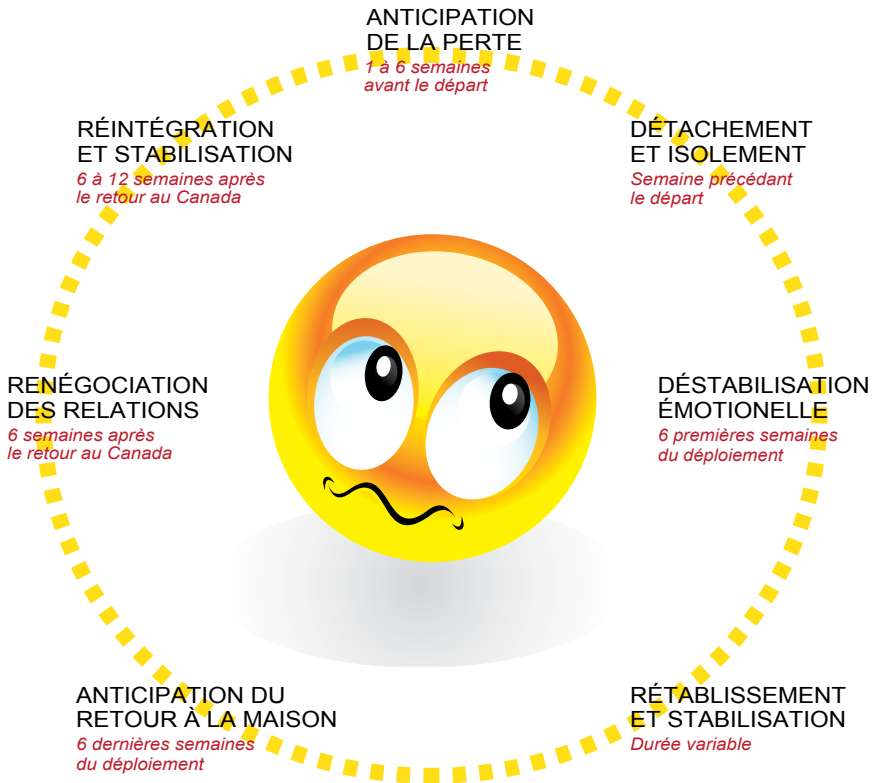 ANTICIPATION
DE LA PERTE
1 à 6 semaines
avant le départ
DÉTACHEMENT
ET ISOLEMENT
Semaine précédant
le départ
DÉSTABILISATION
ÉMOTIONELLE
6 premières semaines
du déploiement
RÉTABLISSEMENT
ET STABILISATION
Durée variable
ANTICIPATION DU
RETOUR À LA MAISON
6 dernières semaines
du déploiement
RENÉGOCIATION
DES RELATIONS
6 semaines après
le retour au Canada
RÉINTÉGRATION
ET STABILISATION
6 à 12 semaines après
le retour au Canada